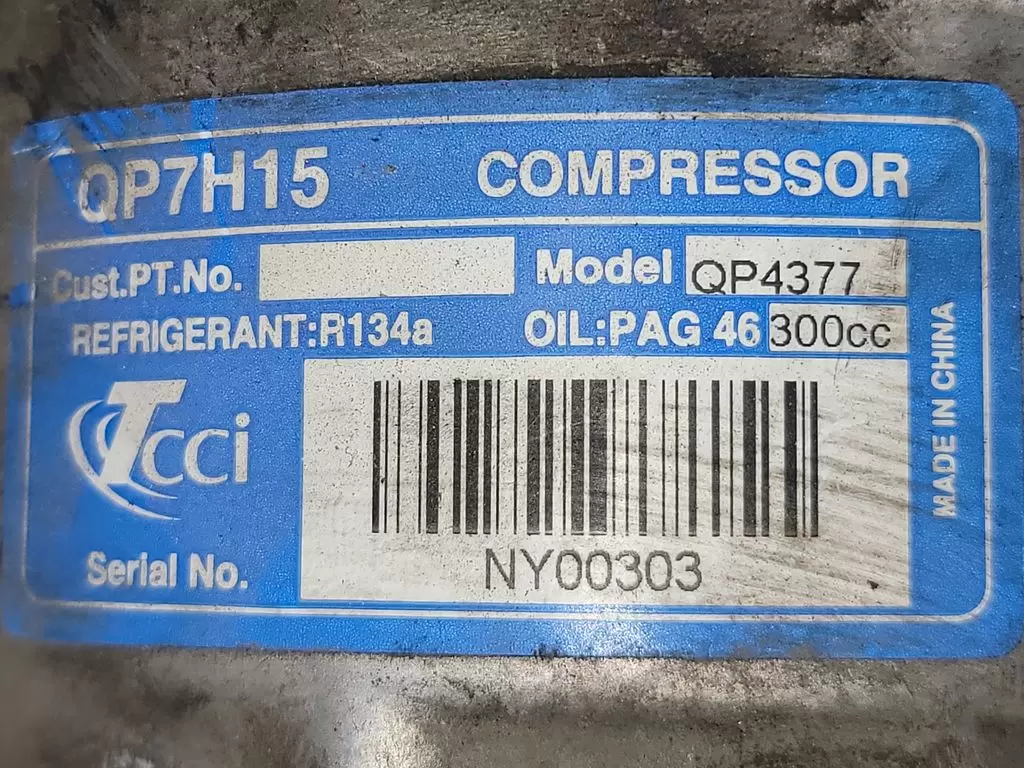 QP7H15 COMPRESSOR
Cust.PT.No. Model QP4377
REFRIGERANT:R134a OIL:PAG 46 300cc
Tcci
Serial No. NY00303
MADE IN CHINA